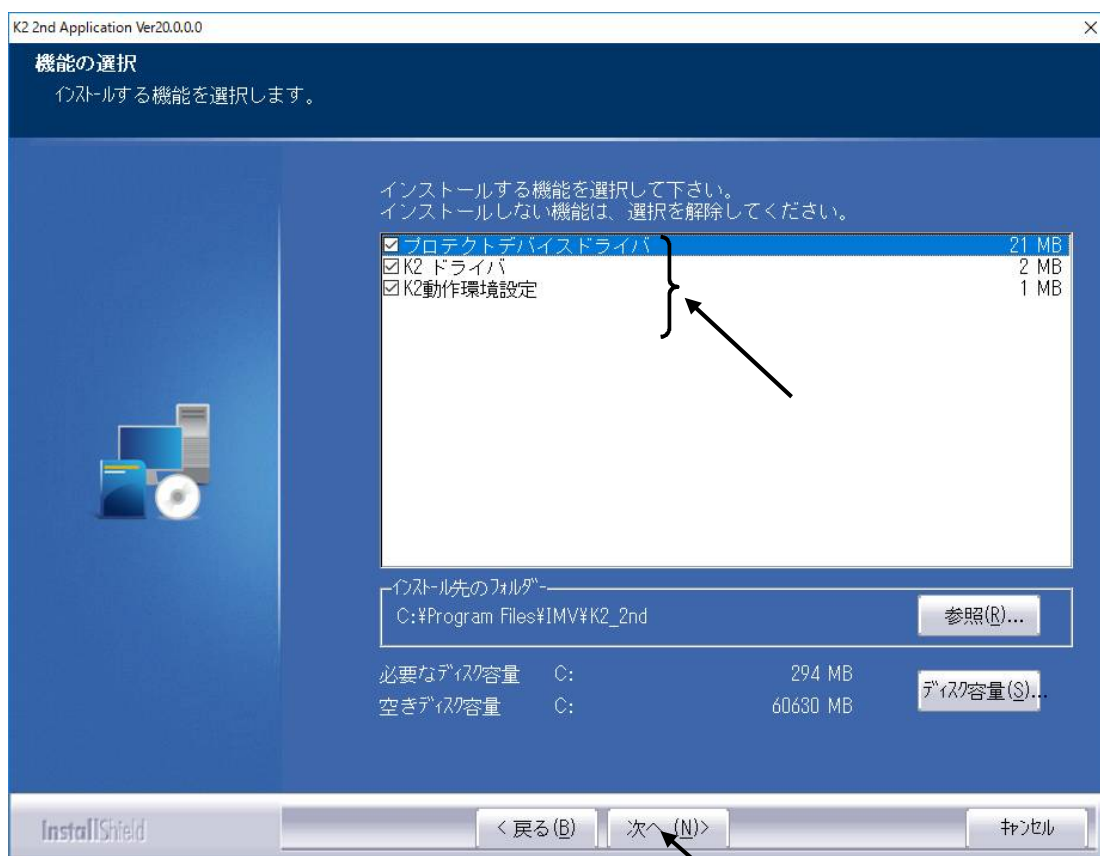 K2 2nd Application Ver20.0.0.0
機能の選択
ｲﾝｽﾄｰﾙする機能を選択します。
インストールする機能を選択して下さい。
インストールしない機能は、選択を解除してください。
プロテクトデバイスドライバ 21 MB
K2 ドライバ 2 MB
K2動作環境設定 1 MB
ｲﾝｽﾄｰﾙ先のﾌｫﾙﾀﾞｰ
C:¥Program Files¥IMV¥K2_2nd
参照(R)...
必要なﾃﾞｨｽｸ容量 C: 294 MB
ﾃﾞｨｽｸ容量(S)...
空きﾃﾞｨｽｸ容量 C: 60630 MB
InstallShield
< 戻る(B)
次へ(N)>
ｷｬﾝｾﾙ